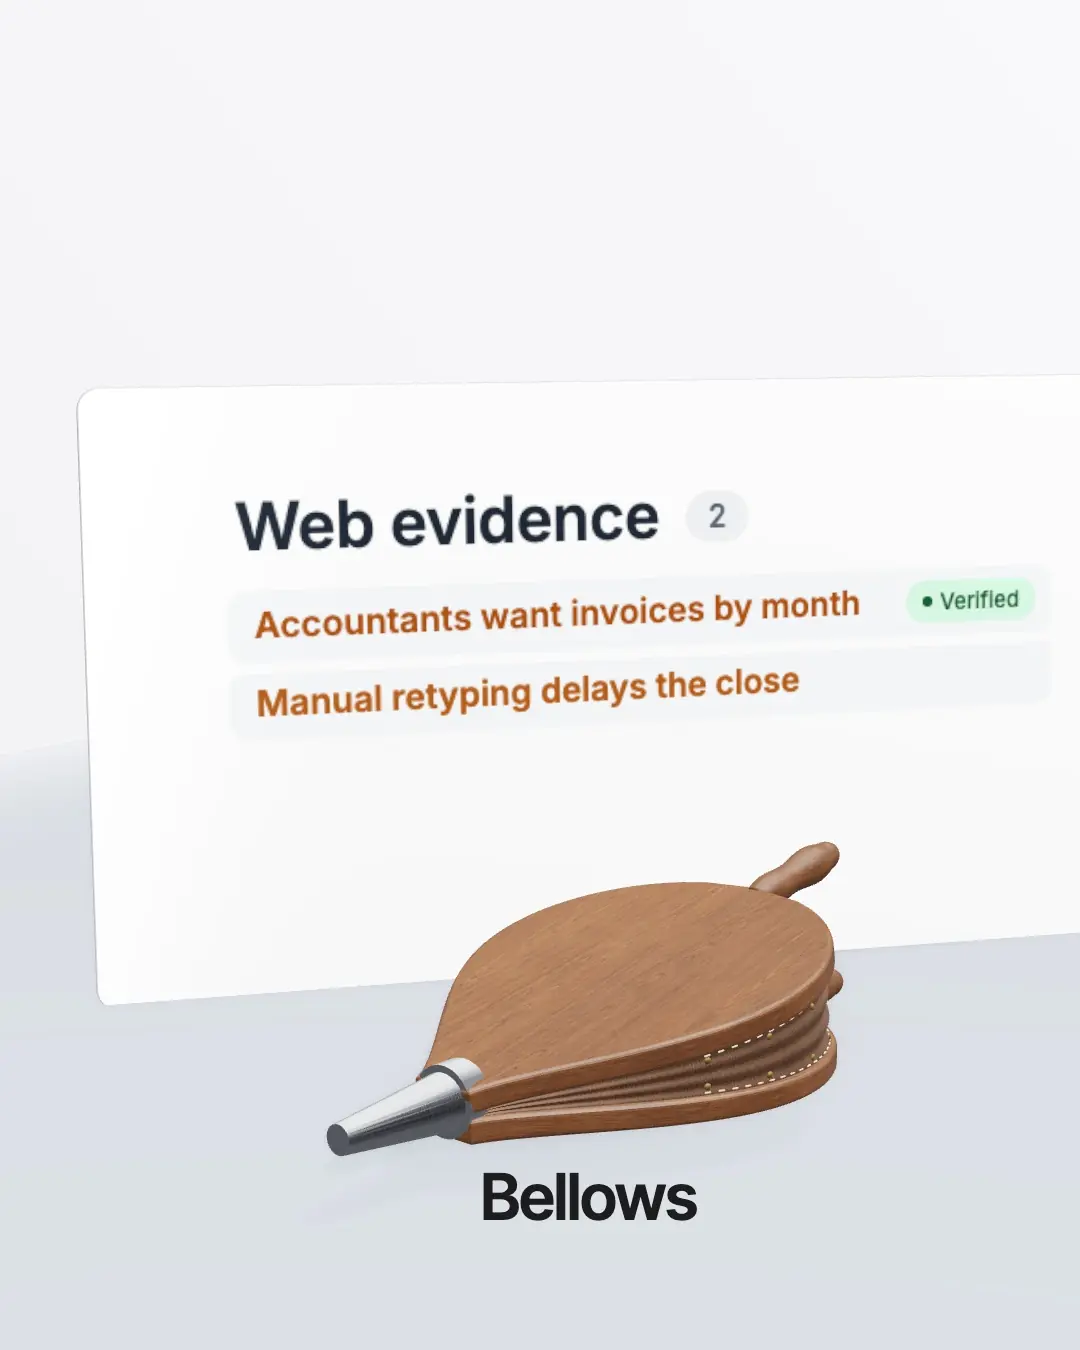 Web evidence 2
Accountants want invoices by month Verified
Manual retyping delays the close
Bellows